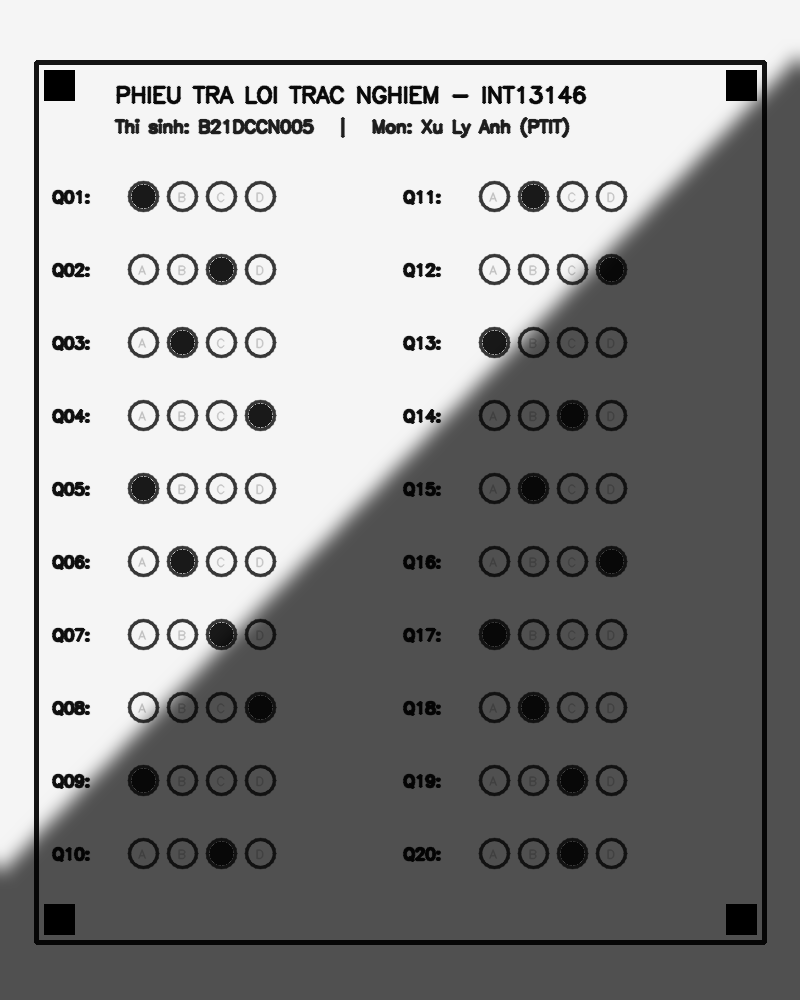 PHIEU TRA LOI TRAC NGHIEM - INT13146
Thi sinh: B21DCCN005 | Mon: Xu Ly Anh (PTIT)
Q01: B C D
Q02: A B D
Q03: A C D
Q04: A B C
Q05: B C D
Q06: A C D
Q07: A B D
Q08: A B C
Q09: B C D
Q10: A B D
Q11: A C D
Q12: A B C
Q13: B C D
Q14: A B D
Q15: A C D
Q16: A B C
Q17: B C D
Q18: A C D
Q19: A B D
Q20: A B D